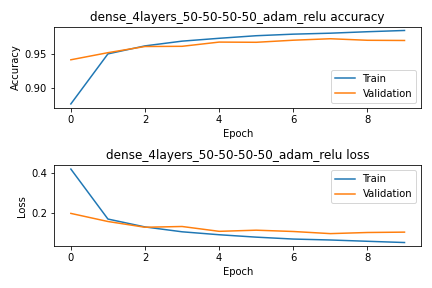 dense_4layers_50-50-50-50_adam_relu accuracy
Accuracy
0.95
0.90
Train
Validation
0 2 4 6 8
Epoch
dense_4layers_50-50-50-50_adam_relu loss
Loss
0.4
0.2
Train
Validation
0 2 4 6 8
Epoch